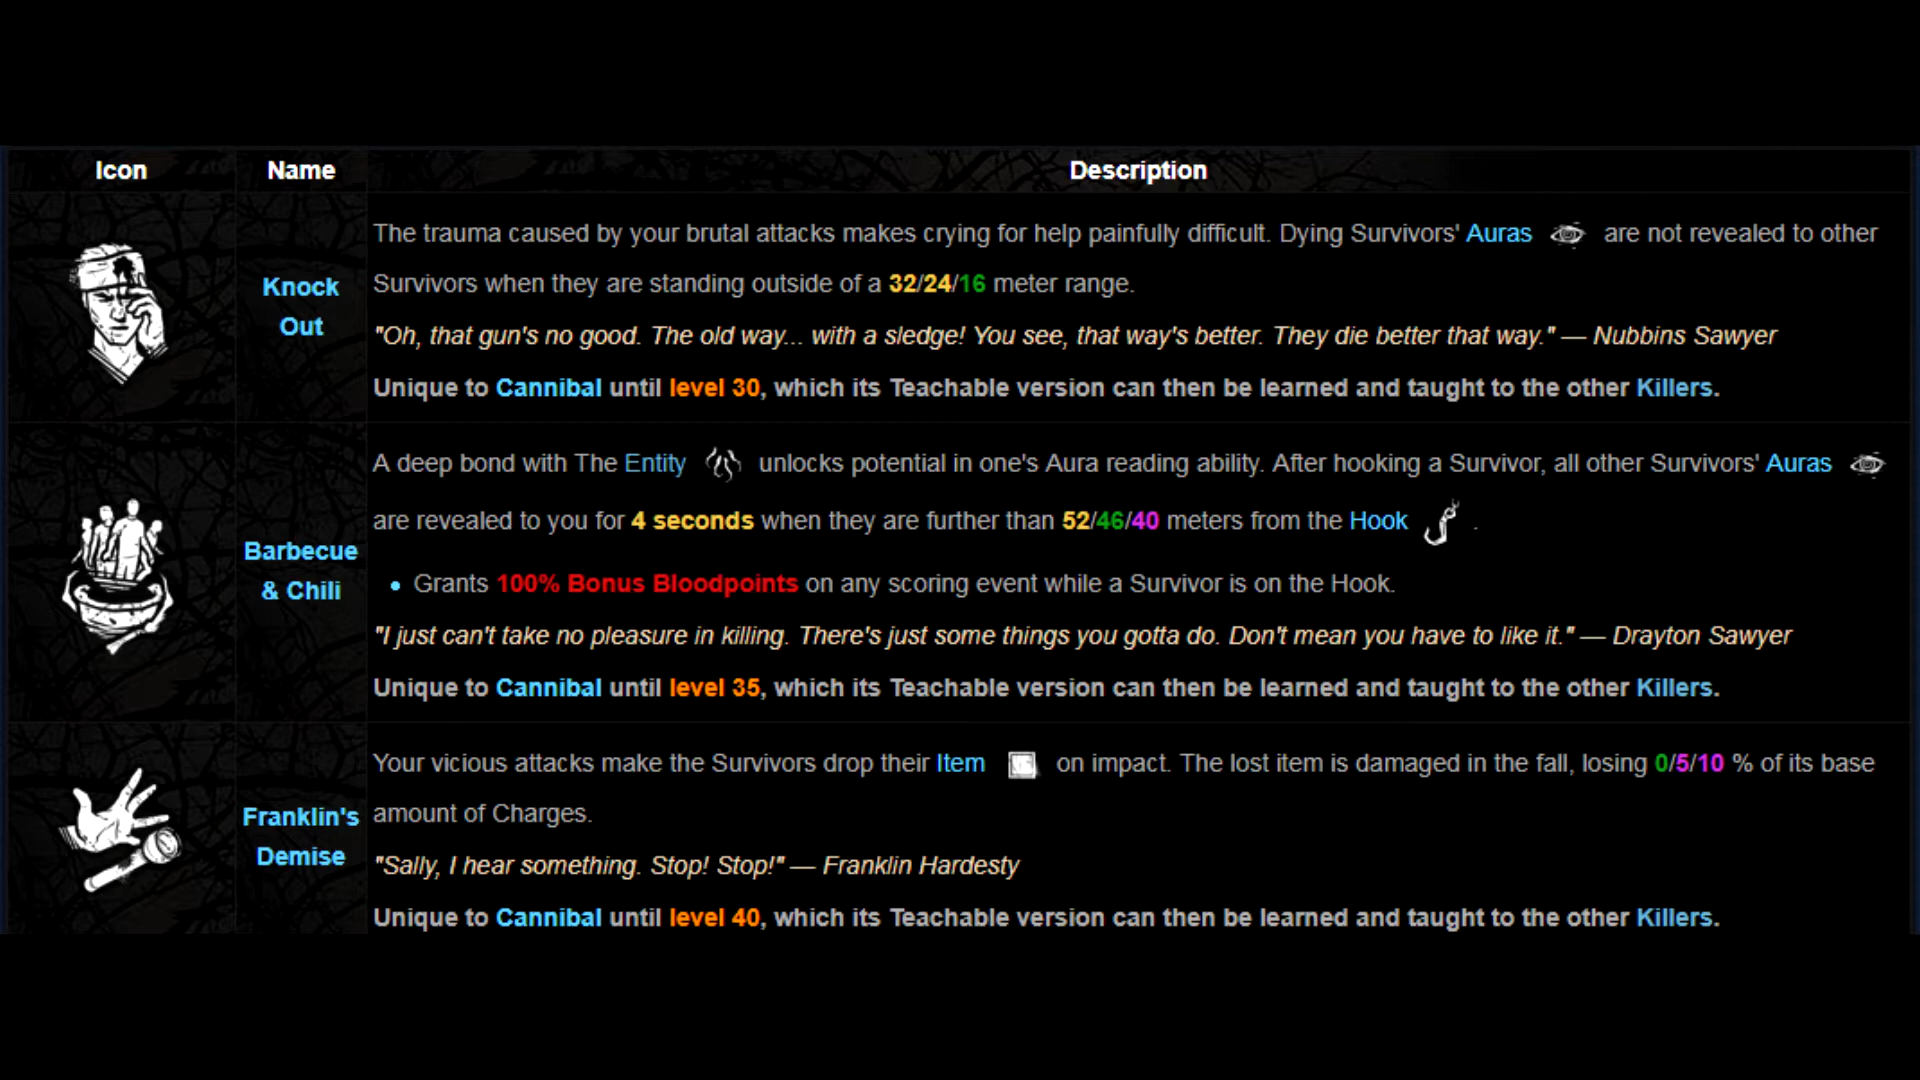 Icon Name Description
Knock Out
The trauma caused by your brutal attacks makes crying for help painfully difficult. Dying Survivors' Auras are not revealed to other
Survivors when they are standing outside of a 32/24/16 meter range.
"Oh, that gun's no good. The old way... with a sledge! You see, that way's better. They die better that way." — Nubbins Sawyer
Unique to Cannibal until level 30, which its Teachable version can then be learned and taught to the other Killers.
Barbecue
& Chili
A deep bond with The Entity unlocks potential in one's Aura reading ability. After hooking a Survivor, all other Survivors' Auras
are revealed to you for 4 seconds when they are further than 52/46/40 meters from the Hook .
• Grants 100% Bonus Bloodpoints on any scoring event while a Survivor is on the Hook.
"I just can't take no pleasure in killing. There's just some things you gotta do. Don't mean you have to like it." — Drayton Sawyer
Unique to Cannibal until level 35, which its Teachable version can then be learned and taught to the other Killers.
Franklin's
Demise
Your vicious attacks make the Survivors drop their Item on impact. The lost item is damaged in the fall, losing 0/5/10 % of its base
amount of Charges.
"Sally, I hear something. Stop! Stop!" — Franklin Hardesty
Unique to Cannibal until level 40, which its Teachable version can then be learned and taught to the other Killers.